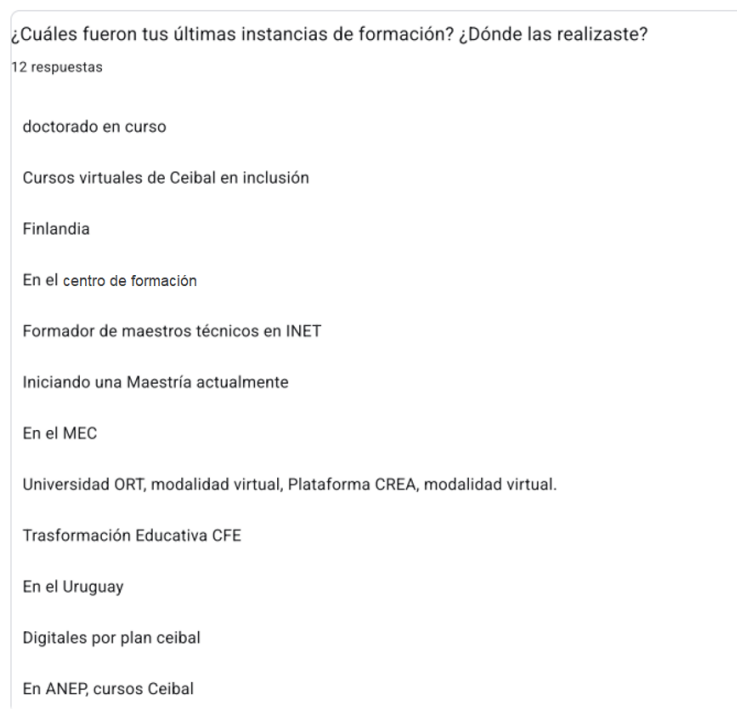 ¿Cuáles fueron tus últimas instancias de formación? ¿Dónde las realizaste?
12 respuestas
doctorado en curso
Cursos virtuales de Ceibal en inclusión
Finlandia
En el centro de formación
Formador de maestros técnicos en INET
Iniciando una Maestría actualmente
En el MEC
Universidad ORT, modalidad virtual, Plataforma CREA, modalidad virtual.
Trasformación Educativa CFE
En el Uruguay
Digitales por plan ceibal
En ANEP, cursos Ceibal